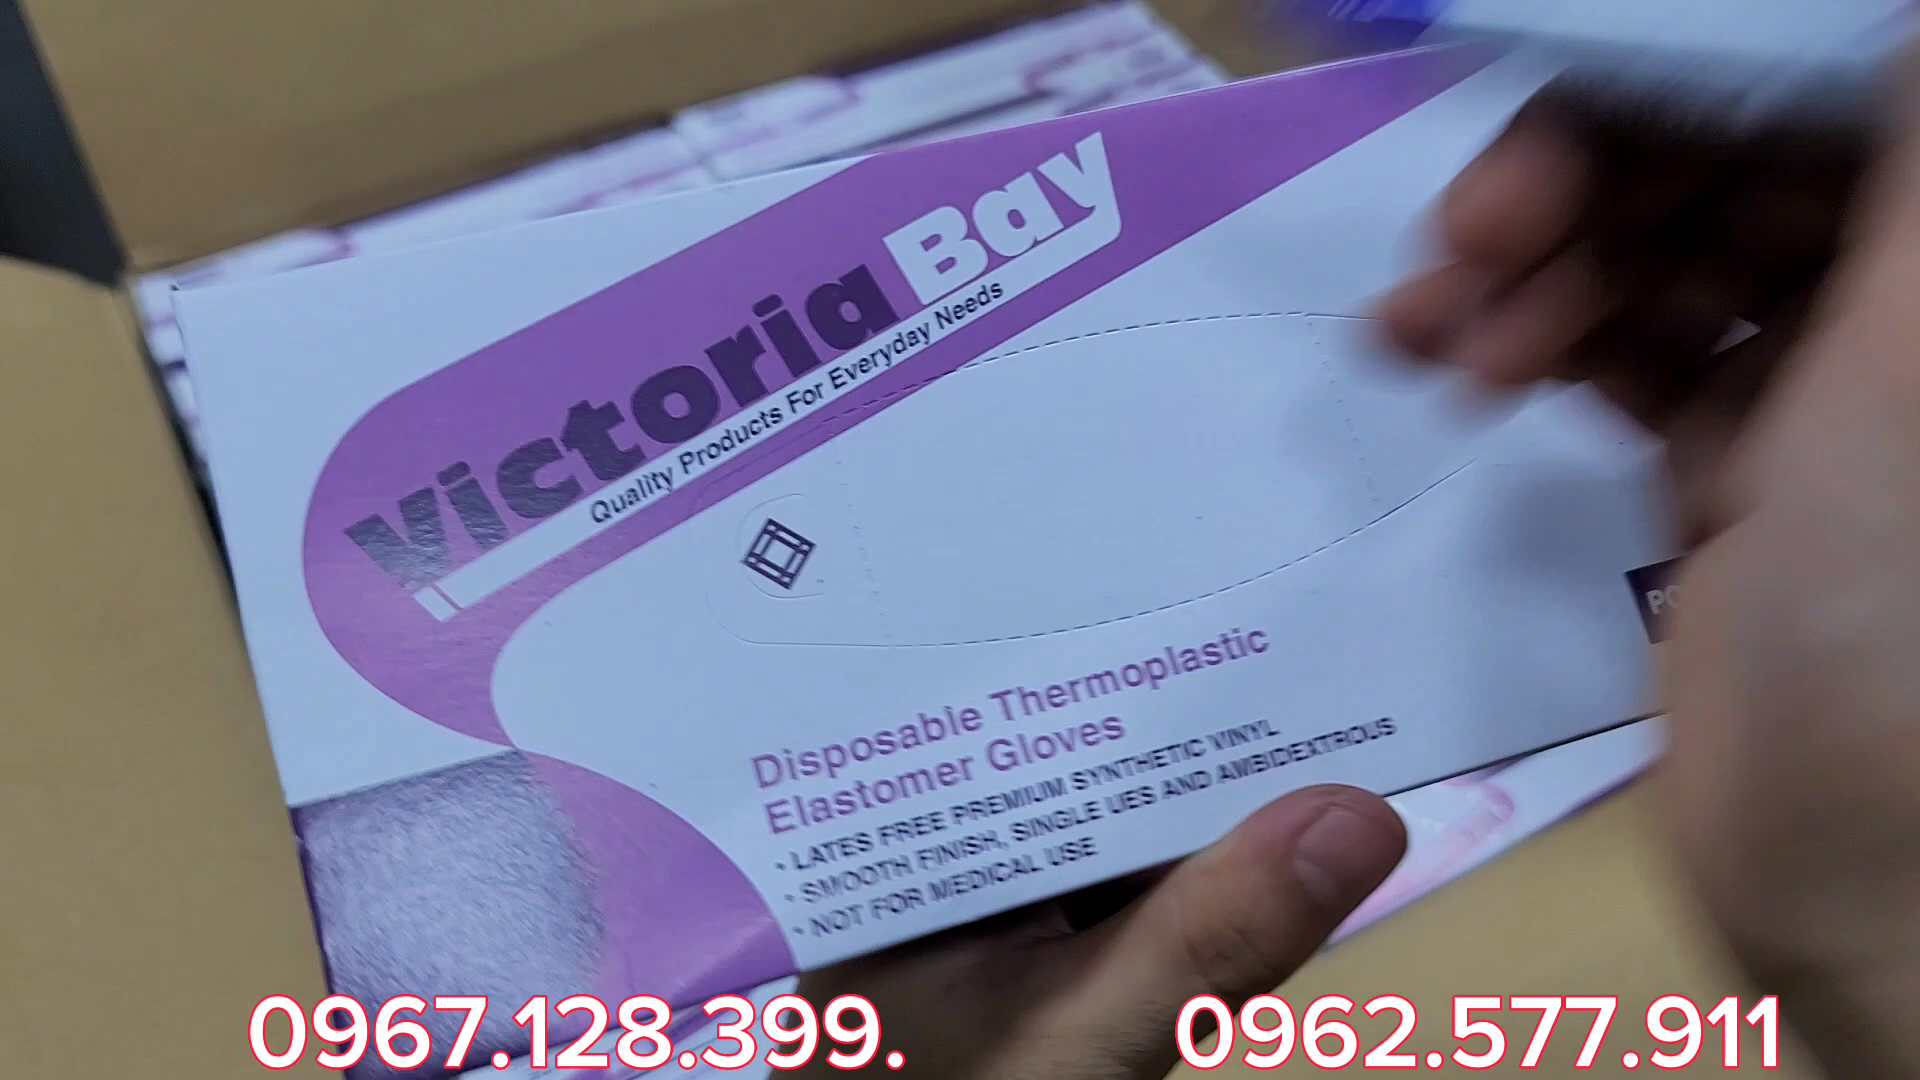 Victoria Bay
Quality Products For Everyday Needs
Disposable Thermoplastic
Elastomer Gloves
• LATES FREE PREMIUM SYNTHETIC VINYL
• SMOOTH FINISH, SINGLE UES AND AMBIDEXTROUS
• NOT FOR MEDICAL USE
0967.128.399.
0962.577.911